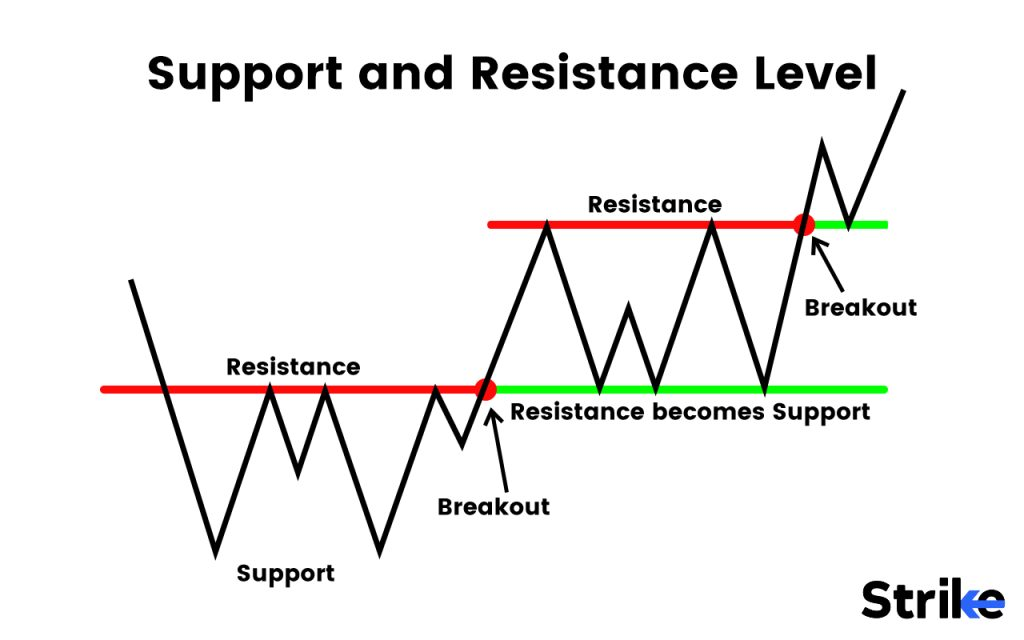 Support and Resistance Level
Resistance
Breakout
Resistance
Resistance becomes Support
Breakout
Support
Strike